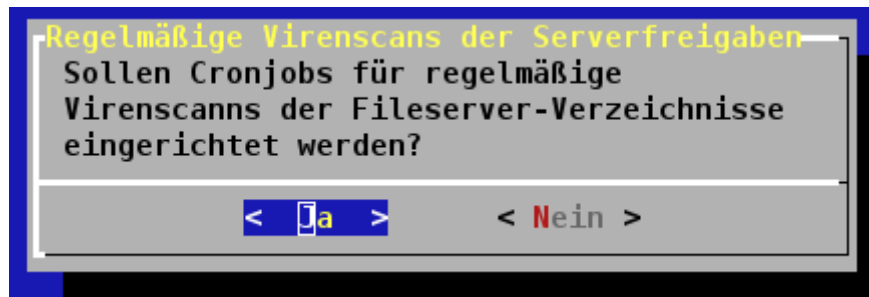 Regelmäßige Virenscans der Serverfreigaben
Sollen Cronjobs für regelmäßige
Virenscanns der Fileserver-Verzeichnisse
eingerichtet werden?
< Ja > < Nein >